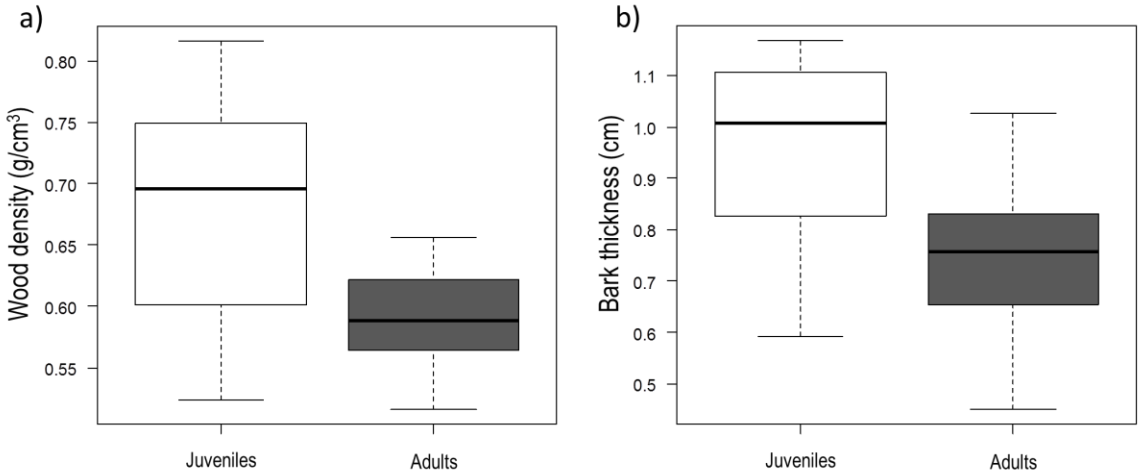 a)
Wood density (g/cm³)
0.80
0.75
0.70
0.65
0.60
0.55
Juveniles
Adults
b)
Bark thickness (cm)
1.1
1.0
0.9
0.8
0.7
0.6
0.5
Juveniles
Adults